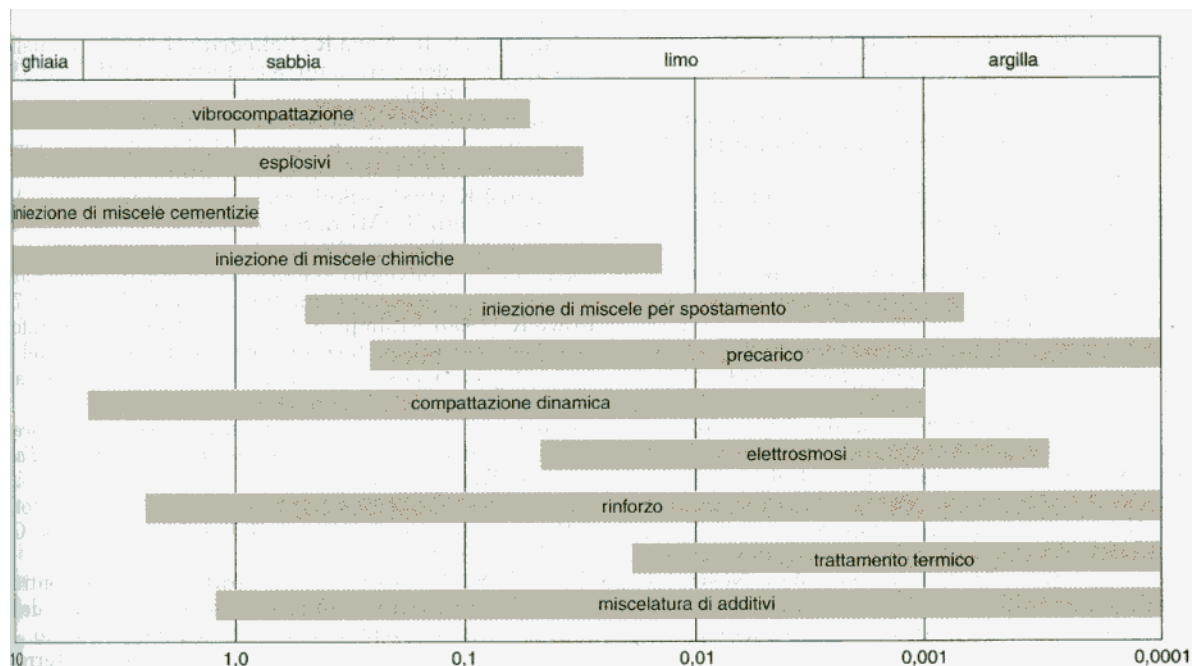 ghiaia sabbia limo argilla
vibrocompattazione
esplosivi
iniezione di miscele cementizie
iniezione di miscele chimiche
iniezione di miscele per spostamento
precarico
compattazione dinamica
elettrosmosi
rinforzo
trattamento termico
miscelatura di additivi
10 1,0 0,1 0,01 0,001 0,0001